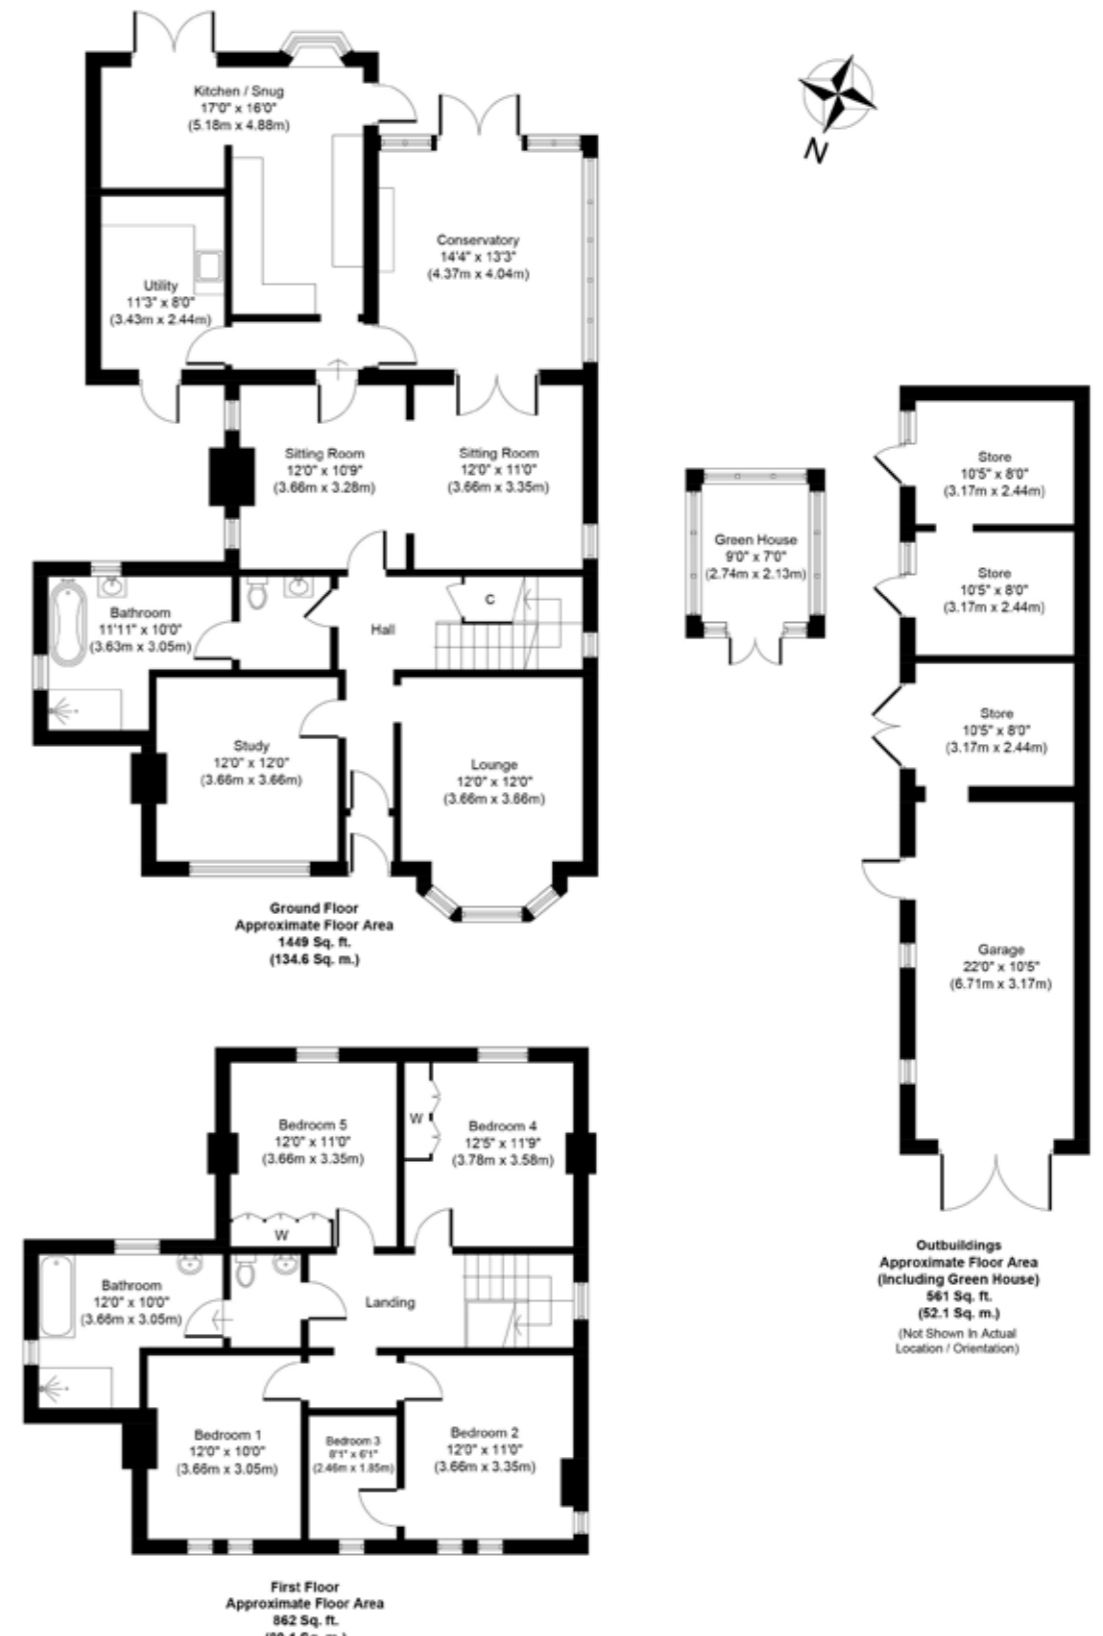 Kitchen / Snug
17'0" x 16'0"
(5.18m x 4.88m)
N
Conservatory
14'4" x 13'3"
(4.37m x 4.04m)
Utility
11'3" x 8'0"
(3.43m x 2.44m)
Sitting Room
12'0" x 10'9"
(3.66m x 3.28m)
Sitting Room
12'0" x 11'0"
(3.66m x 3.35m)
Bathroom
11'11" x 10'0"
(3.63m x 3.05m)
Hall
C
Study
12'0" x 12'0"
(3.66m x 3.66m)
Lounge
12'0" x 12'0"
(3.66m x 3.66m)
Ground Floor
Approximate Floor Area
1449 Sq. ft.
(134.6 Sq. m.)
Green House
9'0" x 7'0"
(2.74m x 2.13m)
Store
10'5" x 8'0"
(3.17m x 2.44m)
Store
10'5" x 8'0"
(3.17m x 2.44m)
Store
10'5" x 8'0"
(3.17m x 2.44m)
Garage
22'0" x 10'5"
(6.71m x 3.17m)
Outbuildings
Approximate Floor Area
(Including Green House)
561 Sq. ft.
(52.1 Sq. m.)
(Not Shown In Actual
Location / Orientation)
Bedroom 5
12'0" x 11'0"
(3.66m x 3.35m)
W
W
Bedroom 4
12'5" x 11'9"
(3.78m x 3.58m)
Bathroom
12'0" x 10'0"
(3.66m x 3.05m)
Landing
Bedroom 1
12'0" x 10'0"
(3.66m x 3.05m)
Bedroom 3
8'1" x 6'1"
(2.46m x 1.85m)
Bedroom 2
12'0" x 11'0"
(3.66m x 3.35m)
First Floor
Approximate Floor Area
862 Sq. ft.